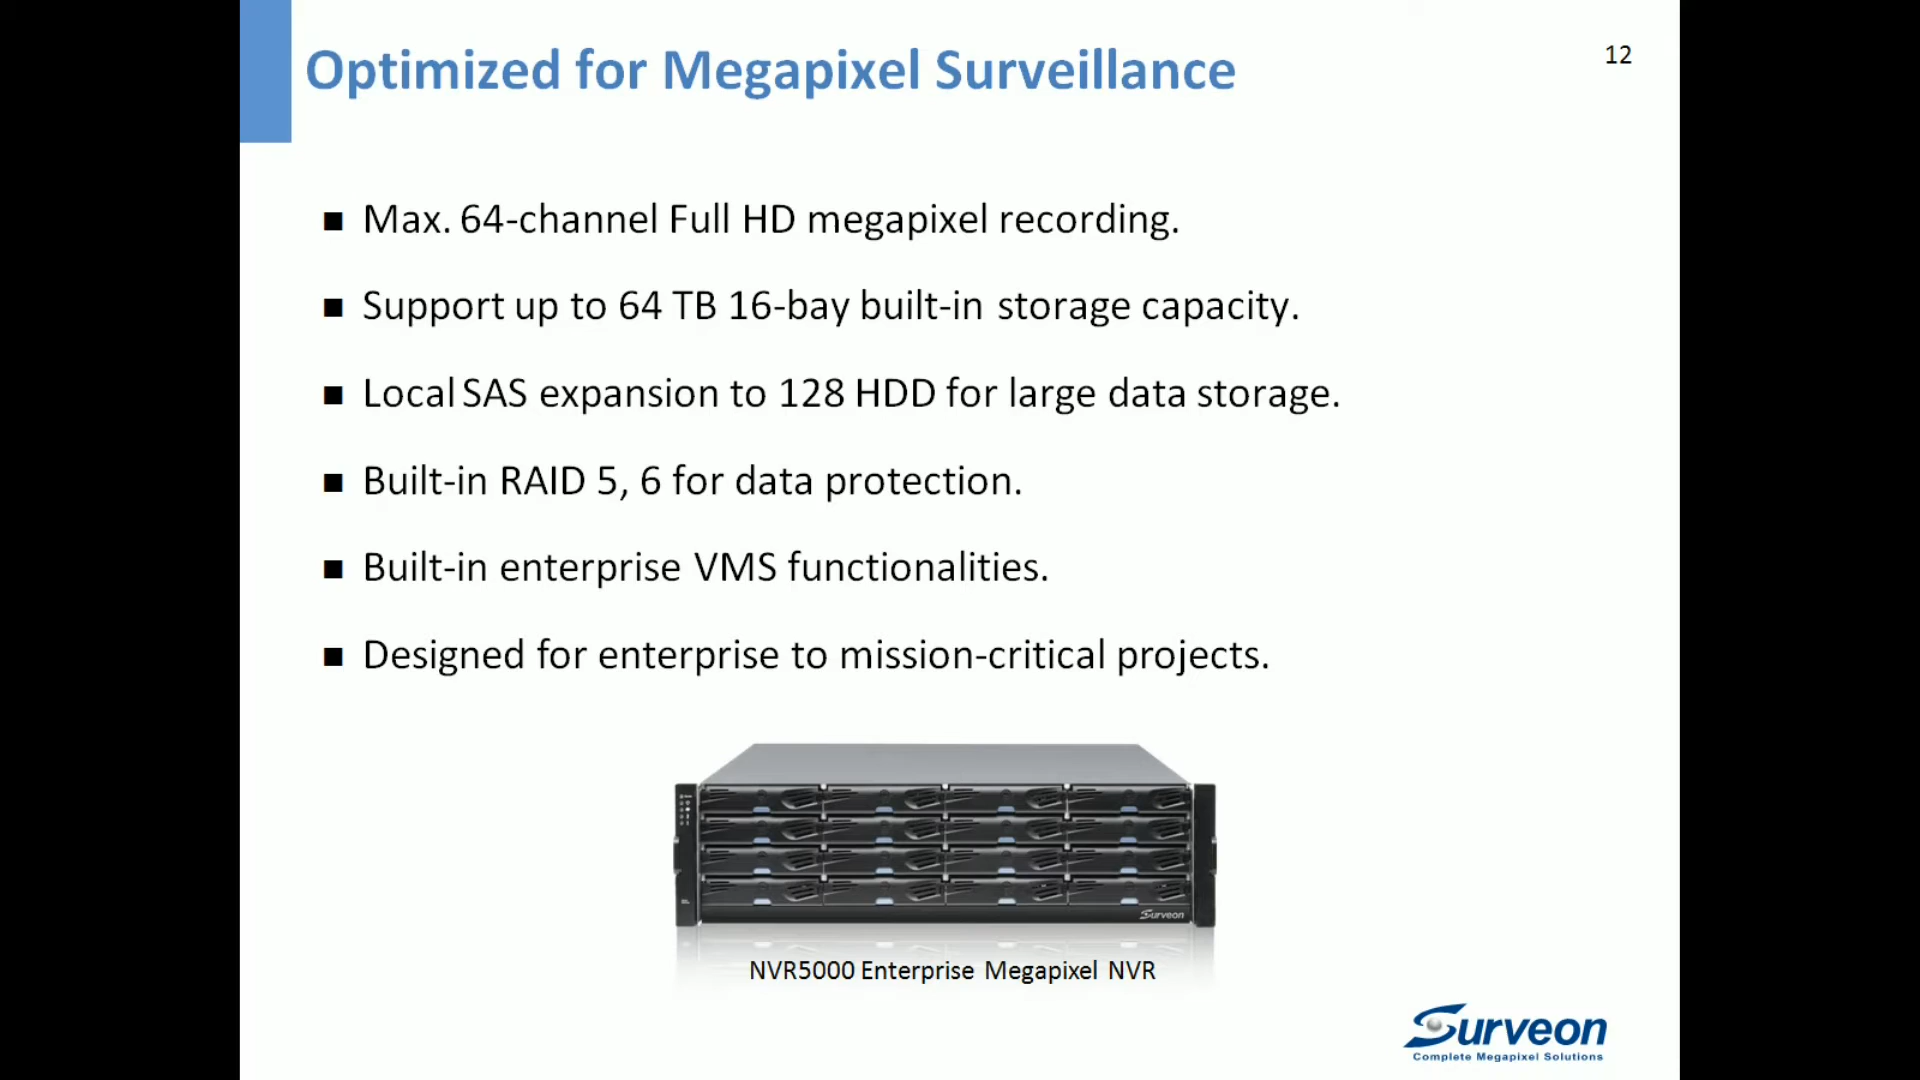 Optimized for Megapixel Surveillance
12
Max. 64-channel Full HD megapixel recording.
Support up to 64 TB 16-bay built-in storage capacity.
Local SAS expansion to 128 HDD for large data storage.
Built-in RAID 5, 6 for data protection.
Built-in enterprise VMS functionalities.
Designed for enterprise to mission-critical projects.
Surveon
NVR5000 Enterprise Megapixel NVR
Surveon
Complete Megapixel Solutions